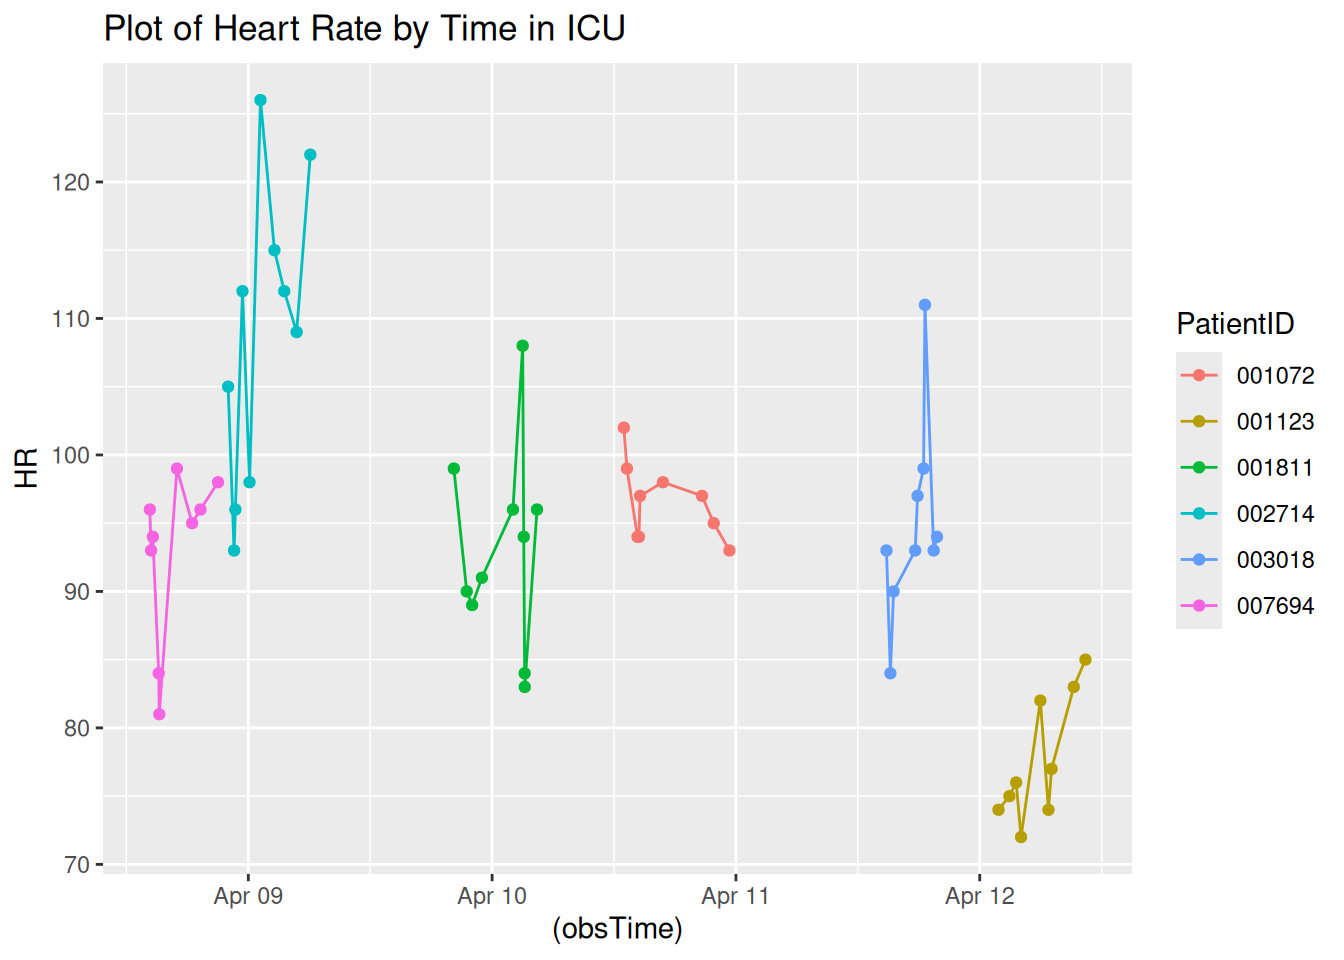 Plot of Heart Rate by Time in ICU
120
110
100
90
80
70
HR
Apr 09 Apr 10 Apr 11 Apr 12
(obsTime)
PatientID
001072
001123
001811
002714
003018
007694